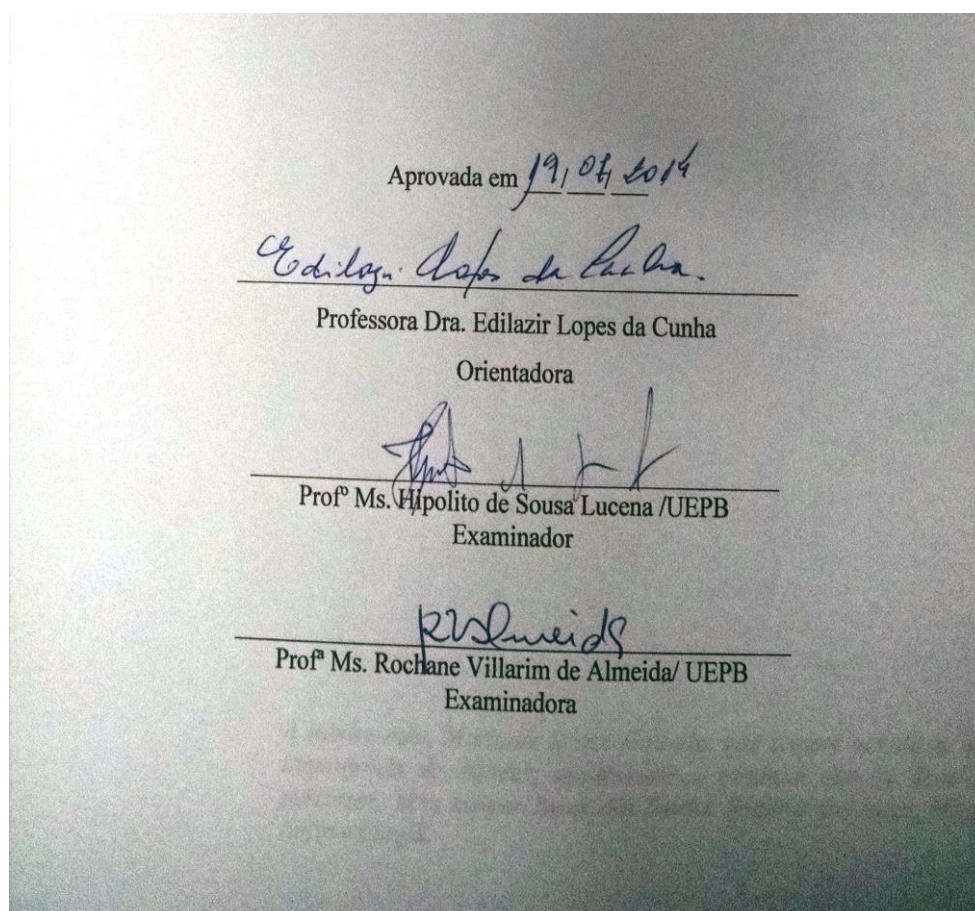 Aprovada em 19/07/2014
Edilazir Lopes da Cunha.
Professora Dra. Edilazir Lopes da Cunha
Orientadora
Profº Ms. Hipolito de Sousa Lucena /UEPB
Examinador
RVAlmeida
Profª Ms. Rochane Villarim de Almeida/ UEPB
Examinadora